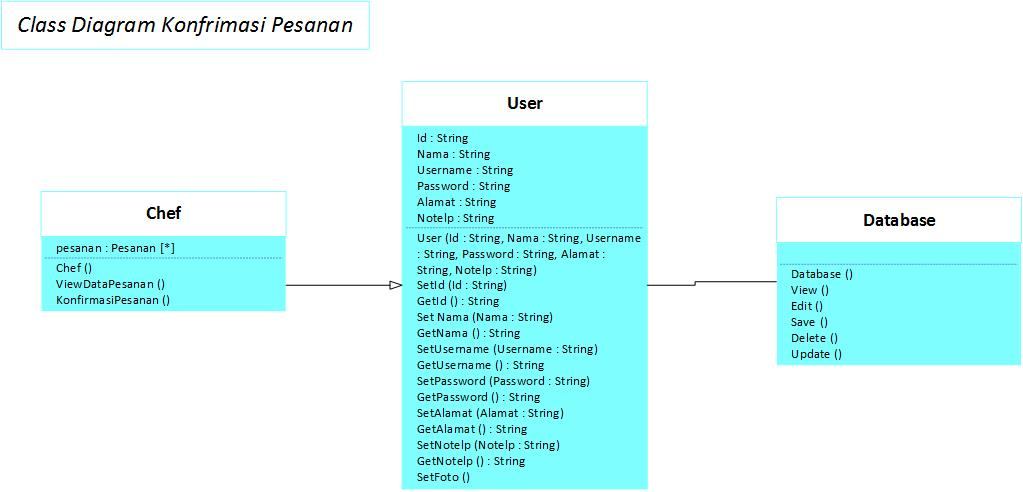 Class Diagram Konfrimasi Pesanan
Chef
pesanan : Pesanan [*]
Chef ()
ViewDataPesanan ()
KonfirmasiPesanan ()
User
Id : String
Nama : String
Username : String
Password : String
Alamat : String
Notelp : String
User (Id : String, Nama : String, Username
: String, Password : String, Alamat :
String, Notelp : String)
SetId (Id : String)
GetId () : String
Set Nama (Nama : String)
GetNama () : String
SetUsername (Username : String)
GetUsername () : String
SetPassword (Password : String)
GetPassword () : String
SetAlamat (Alamat : String)
GetAlamat () : String
SetNotelp (Notelp : String)
GetNotelp () : String
SetFoto ()
Database
Database ()
View ()
Edit ()
Save ()
Delete ()
Update ()